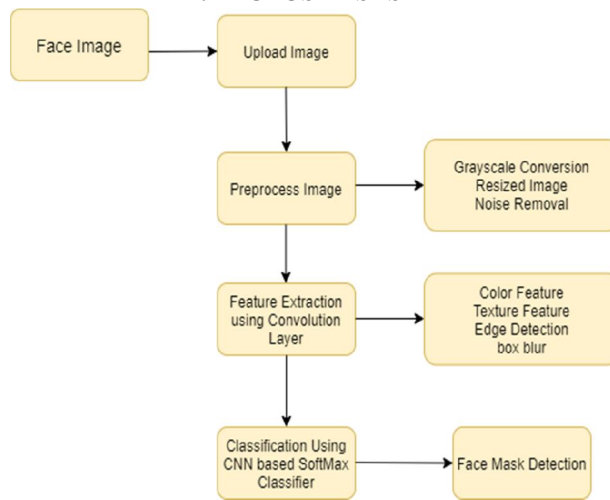 Face Image
Upload Image
Preprocess Image
Grayscale Conversion
Resized Image
Noise Removal
Feature Extraction
using Convolution
Layer
Color Feature
Texture Feature
Edge Detection
box blur
Classification Using
CNN based SoftMax
Classifier
Face Mask Detection